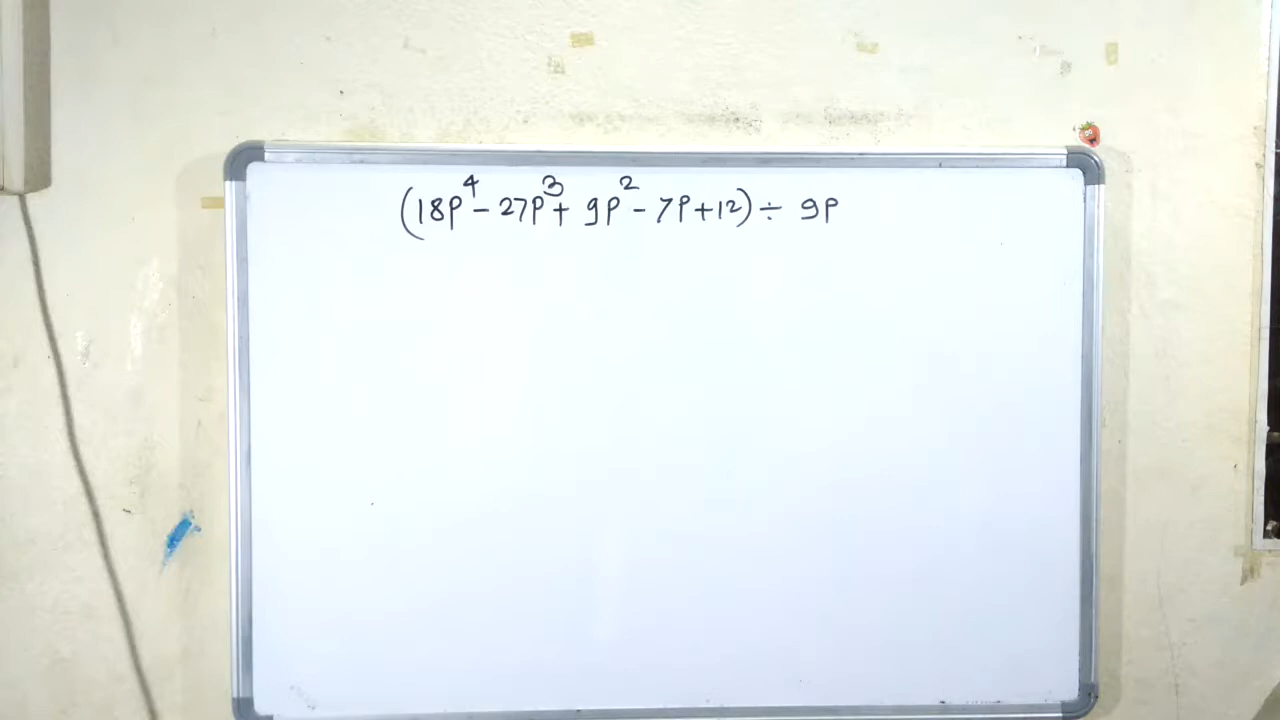 (18p⁴ - 27p³ + 9p² - 7p + 12) ÷ 9p